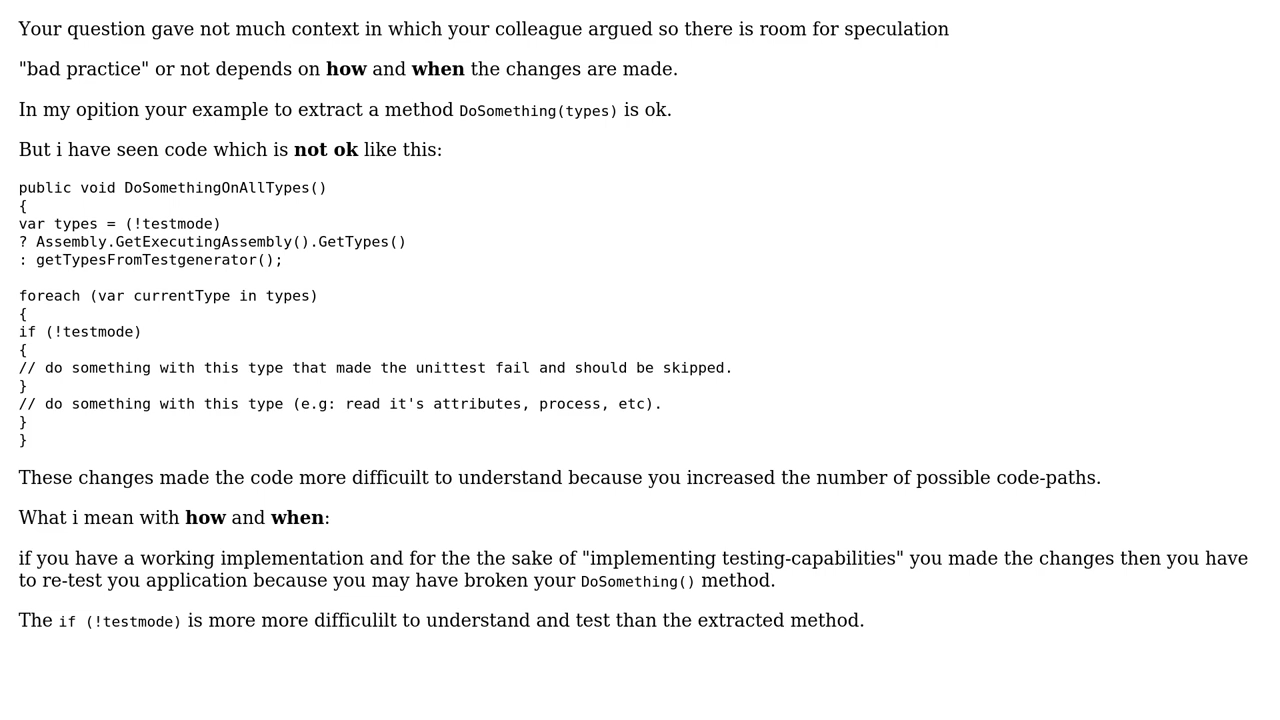 Your question gave not much context in which your colleague argued so there is room for speculation
"bad practice" or not depends on how and when the changes are made.
In my opition your example to extract a method DoSomething(types) is ok.
But i have seen code which is not ok like this:
public void DoSomethingOnAllTypes()
{
var types = (!testmode)
? Assembly.GetExecutingAssembly().GetTypes()
: getTypesFromTestgenerator();
foreach (var currentType in types)
{
if (!testmode)
{
// do something with this type that made the unittest fail and should be skipped.
}
// do something with this type (e.g: read it's attributes, process, etc).
}
}
These changes made the code more difficuilt to understand because you increased the number of possible code-paths.
What i mean with how and when:
if you have a working implementation and for the the sake of "implementing testing-capabilities" you made the changes then you have
to re-test you application because you may have broken your DoSomething() method.
The if (!testmode) is more more difficulilt to understand and test than the extracted method.